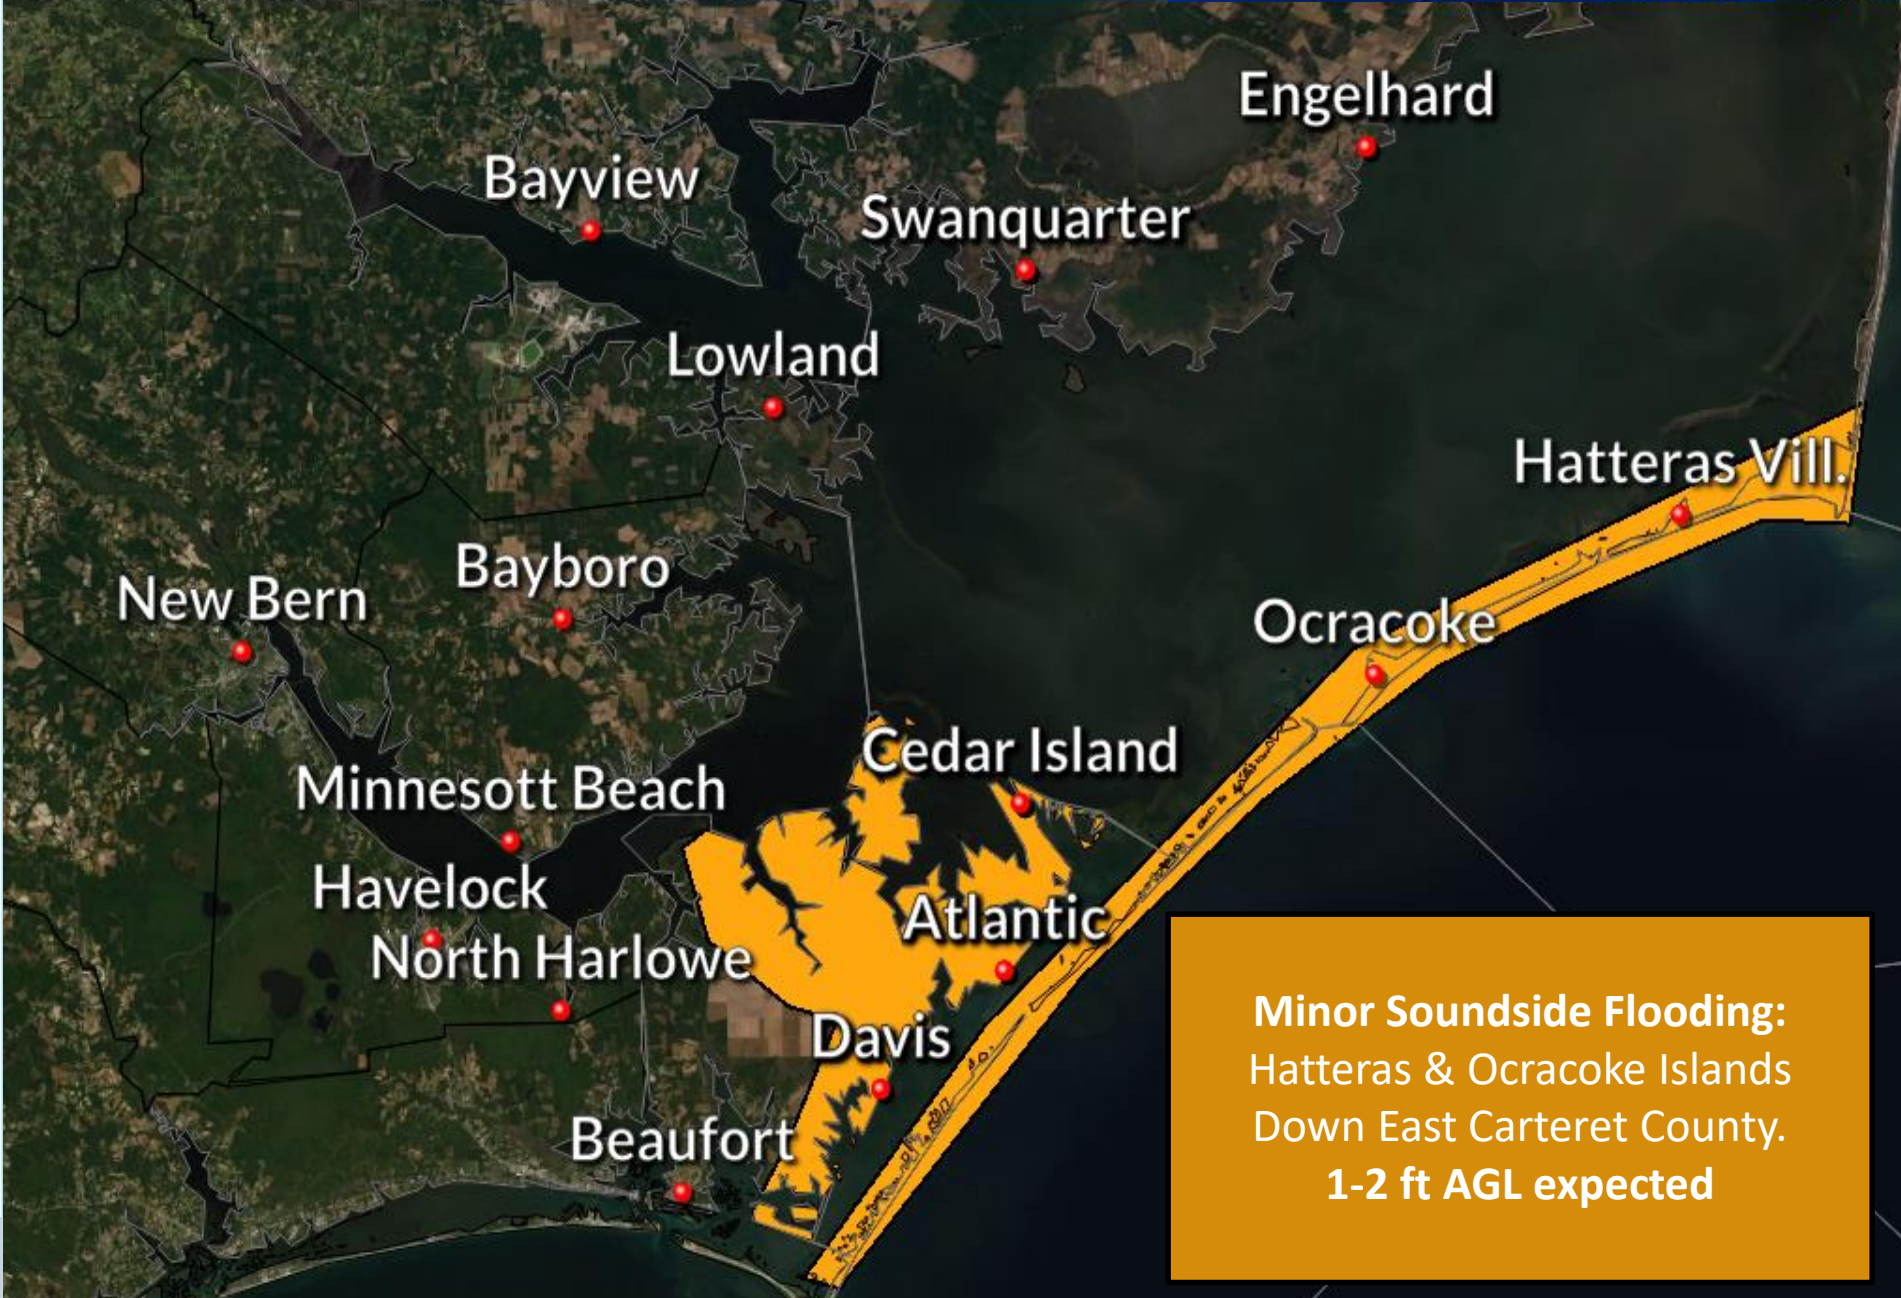 Engelhard
Bayview
Swanquarter
Lowland
Hatteras Vill.
Bayboro
New Bern
Ocracoke
Cedar Island
Minnesott Beach
Havelock
Atlantic
North Harlowe
Davis
Beaufort
Minor Soundside Flooding:
Hatteras & Ocracoke Islands
Down East Carteret County.
1-2 ft AGL expected